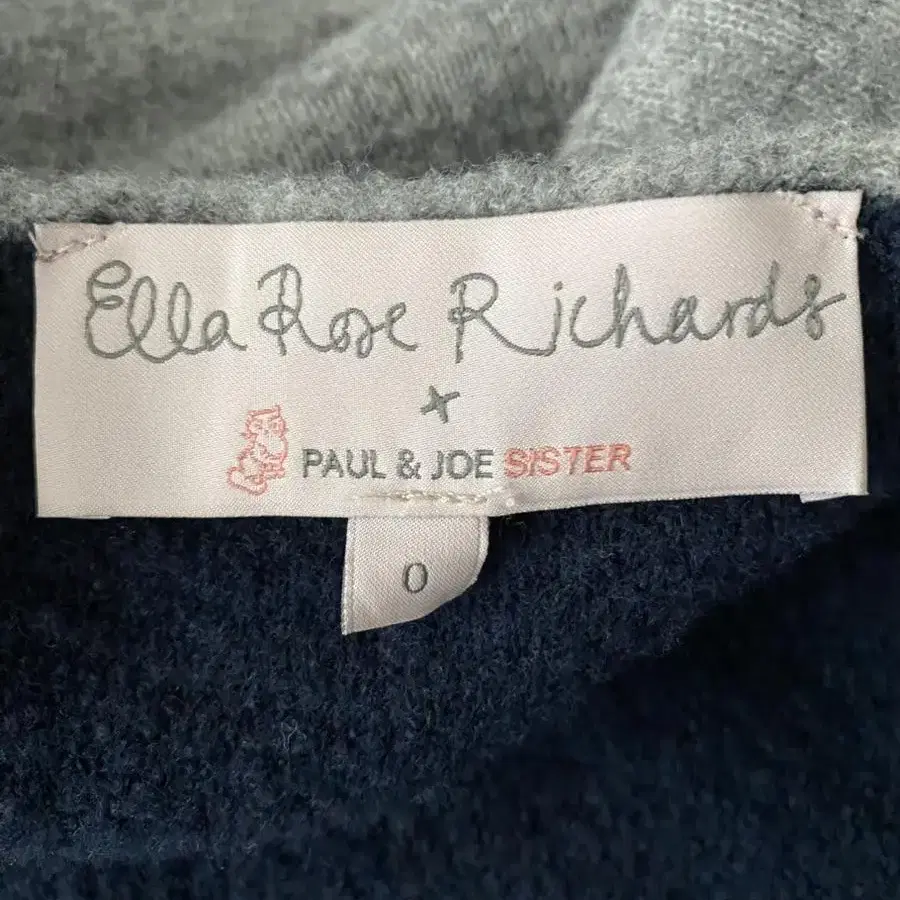 Ella Rose Richards
+
PAUL & JOE SISTER
0